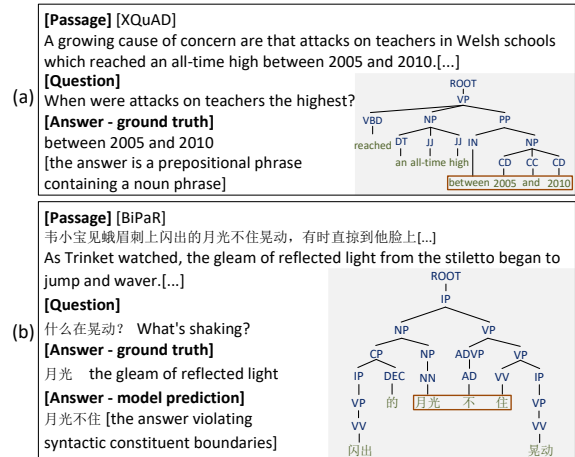 [Passage] [XQuAD]
A growing cause of concern are that attacks on teachers in Welsh schools
which reached an all-time high between 2005 and 2010.[...]
[Question]
When were attacks on teachers the highest?
(a)
[Answer - ground truth]
between 2005 and 2010
[the answer is a prepositional phrase
containing a noun phrase]
ROOT
VP
VBD NP PP
reached DT JJ JJ IN NP
an all-time high CD CC CD
between 2005 and 2010
[Passage] [BiPaR]
韦小宝见蛾眉刺上闪出的月光不住晃动，有时直掠到他脸上[...]
As Trinket watched, the gleam of reflected light from the stiletto began to
jump and waver.[...]
[Question]
(b)
什么在晃动？ What's shaking?
[Answer - ground truth]
月光 the gleam of reflected light
[Answer - model prediction]
月光不住 [the answer violating
syntactic constituent boundaries]
ROOT
IP
NP VP
CP NP ADVP VP
IP DEC NN AD VV IP
VP 的 月光 不 住 VP
VV VV
闪出 晃动